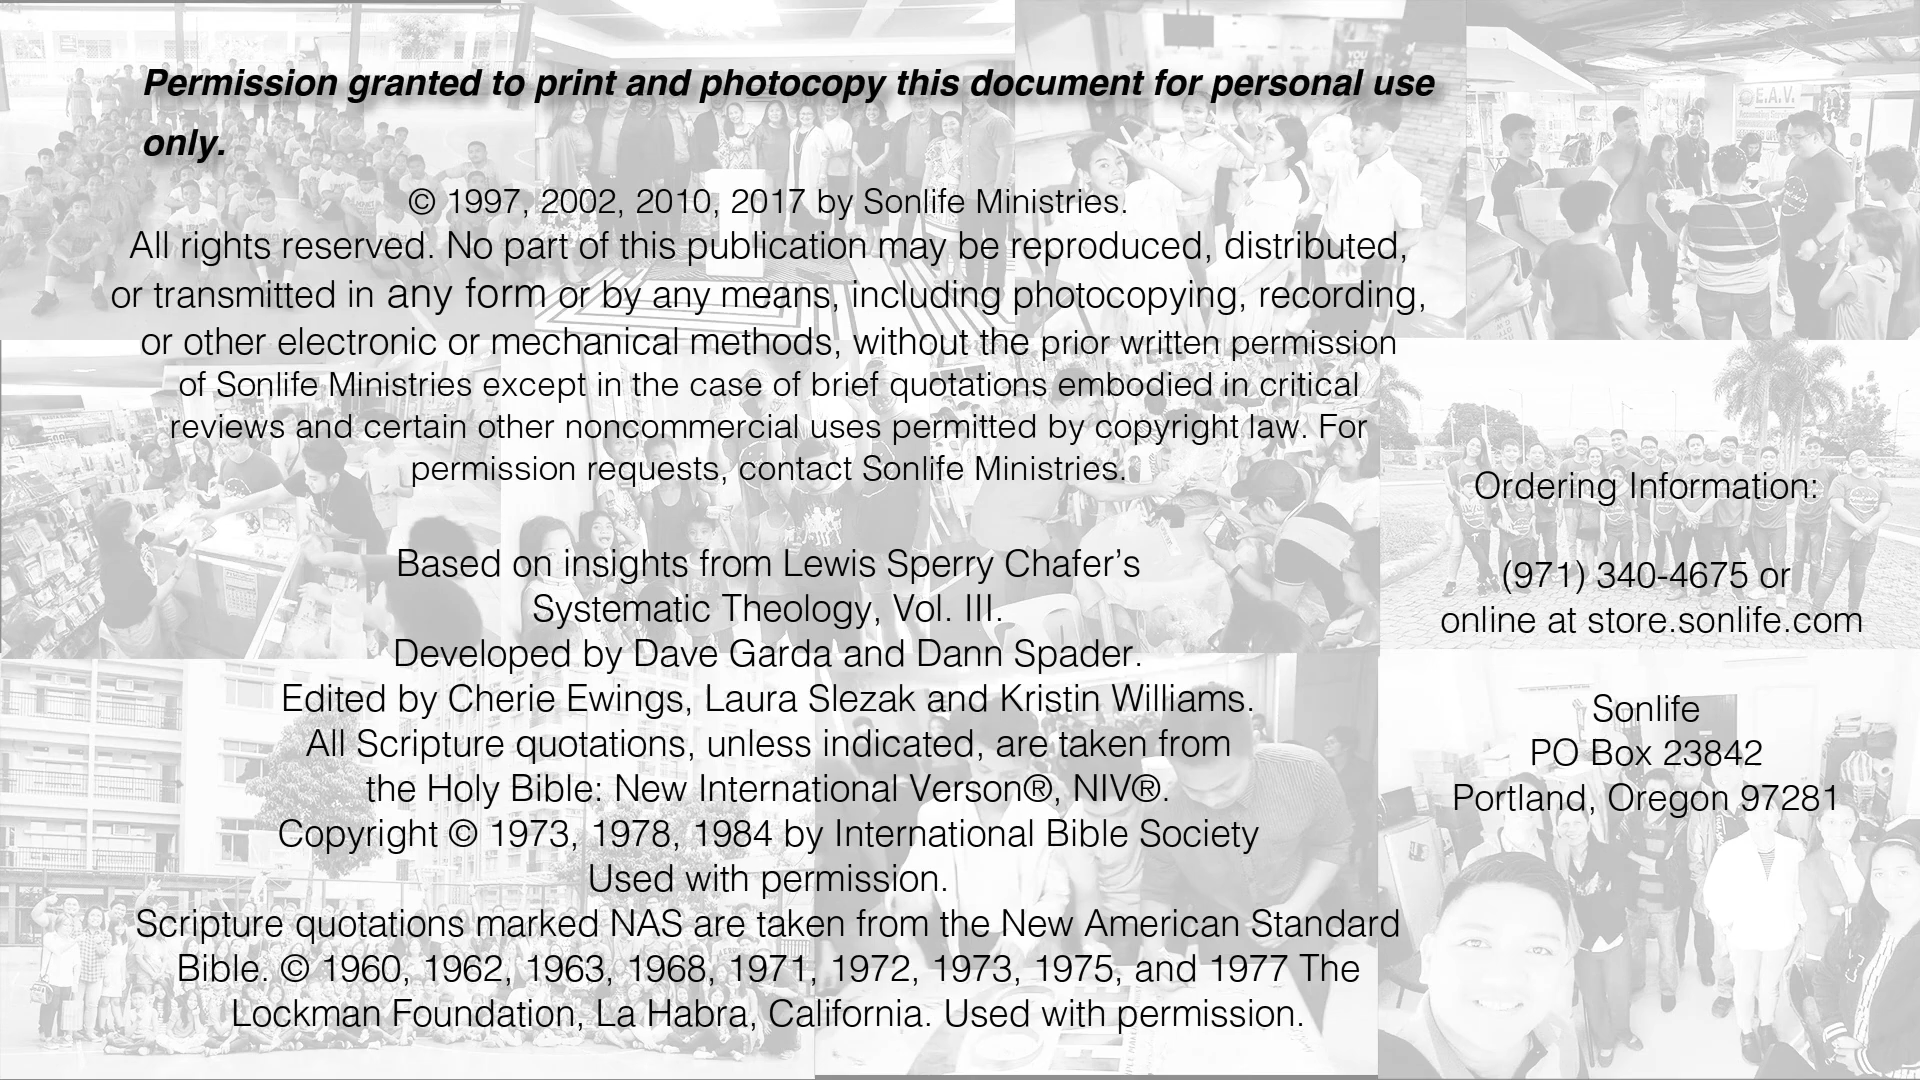 Permission granted to print and photocopy this document for personal use
only.
© 1997, 2002, 2010, 2017 by Sonlife Ministries.
All rights reserved. No part of this publication may be reproduced, distributed,
or transmitted in any form or by any means, including photocopying, recording,
or other electronic or mechanical methods, without the prior written permission
of Sonlife Ministries except in the case of brief quotations embodied in critical
reviews and certain other noncommercial uses permitted by copyright law. For
permission requests, contact Sonlife Ministries.
Based on insights from Lewis Sperry Chafer’s
Systematic Theology, Vol. III.
Developed by Dave Garda and Dann Spader.
Edited by Cherie Ewings, Laura Slezak and Kristin Williams.
All Scripture quotations, unless indicated, are taken from
the Holy Bible: New International Verson®, NIV®.
Copyright © 1973, 1978, 1984 by International Bible Society
Used with permission.
Scripture quotations marked NAS are taken from the New American Standard
Bible. © 1960, 1962, 1963, 1968, 1971, 1972, 1973, 1975, and 1977 The
Lockman Foundation, La Habra, California. Used with permission.
Ordering Information:
(971) 340-4675 or
online at store.sonlife.com
Sonlife
PO Box 23842
Portland, Oregon 97281
E.A.V.